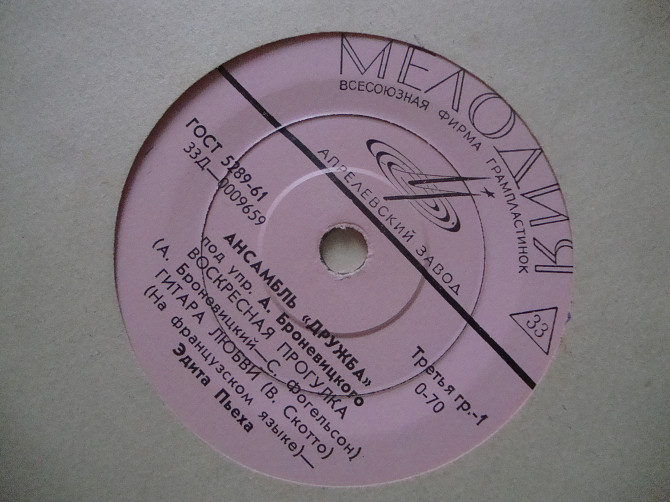 МЕЛОДИЯ
ВСЕСОЮЗНАЯ ФИРМА ГРАМПЛАСТИНОК
АПРЕЛЕВСКИЙ ЗАВОД
33
ГОСТ 5289-61
33Д—0009659
Третья гр.-1
0-70
АНСАМБЛЬ «ДРУЖБА»
под упр. А. Броневицкого
ВОСКРЕСНАЯ ПРОГУЛКА
(А. Броневицкий—С. Фогельсон)
ГИТАРА ЛЮБВИ (В. Скотто)
(На французском языке)—
Эдита Пьеха